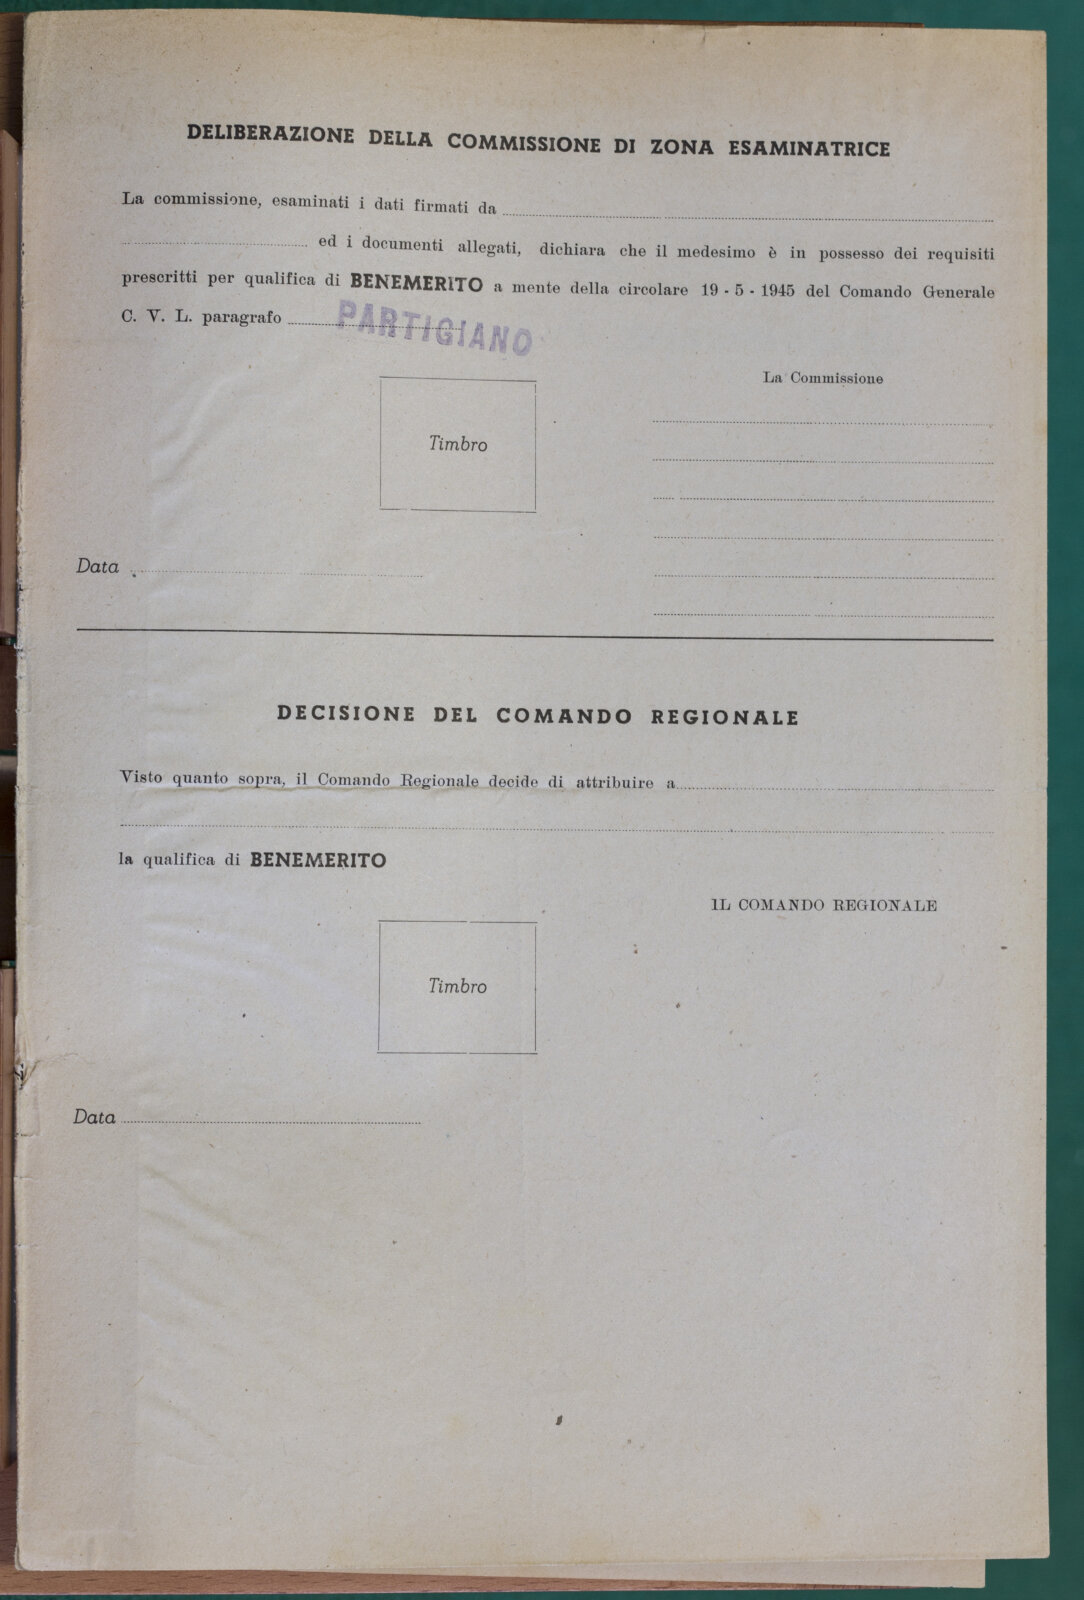 DELIBERAZIONE DELLA COMMISSIONE DI ZONA ESAMINATRICE
La commissione, esaminati i dati firmati da
ed i documenti allegati, dichiara che il medesimo è in possesso dei requisiti
prescritti per qualifica di BENEMERITO a mente della circolare 19 - 5 - 1945 del Comando Generale
C. V. L. paragrafo
PARTIGIANO
La Commissione
Timbro
Data
DECISIONE DEL COMANDO REGIONALE
Visto quanto sopra, il Comando Regionale decide di attribuire a
la qualifica di BENEMERITO
IL COMANDO REGIONALE
Timbro
Data